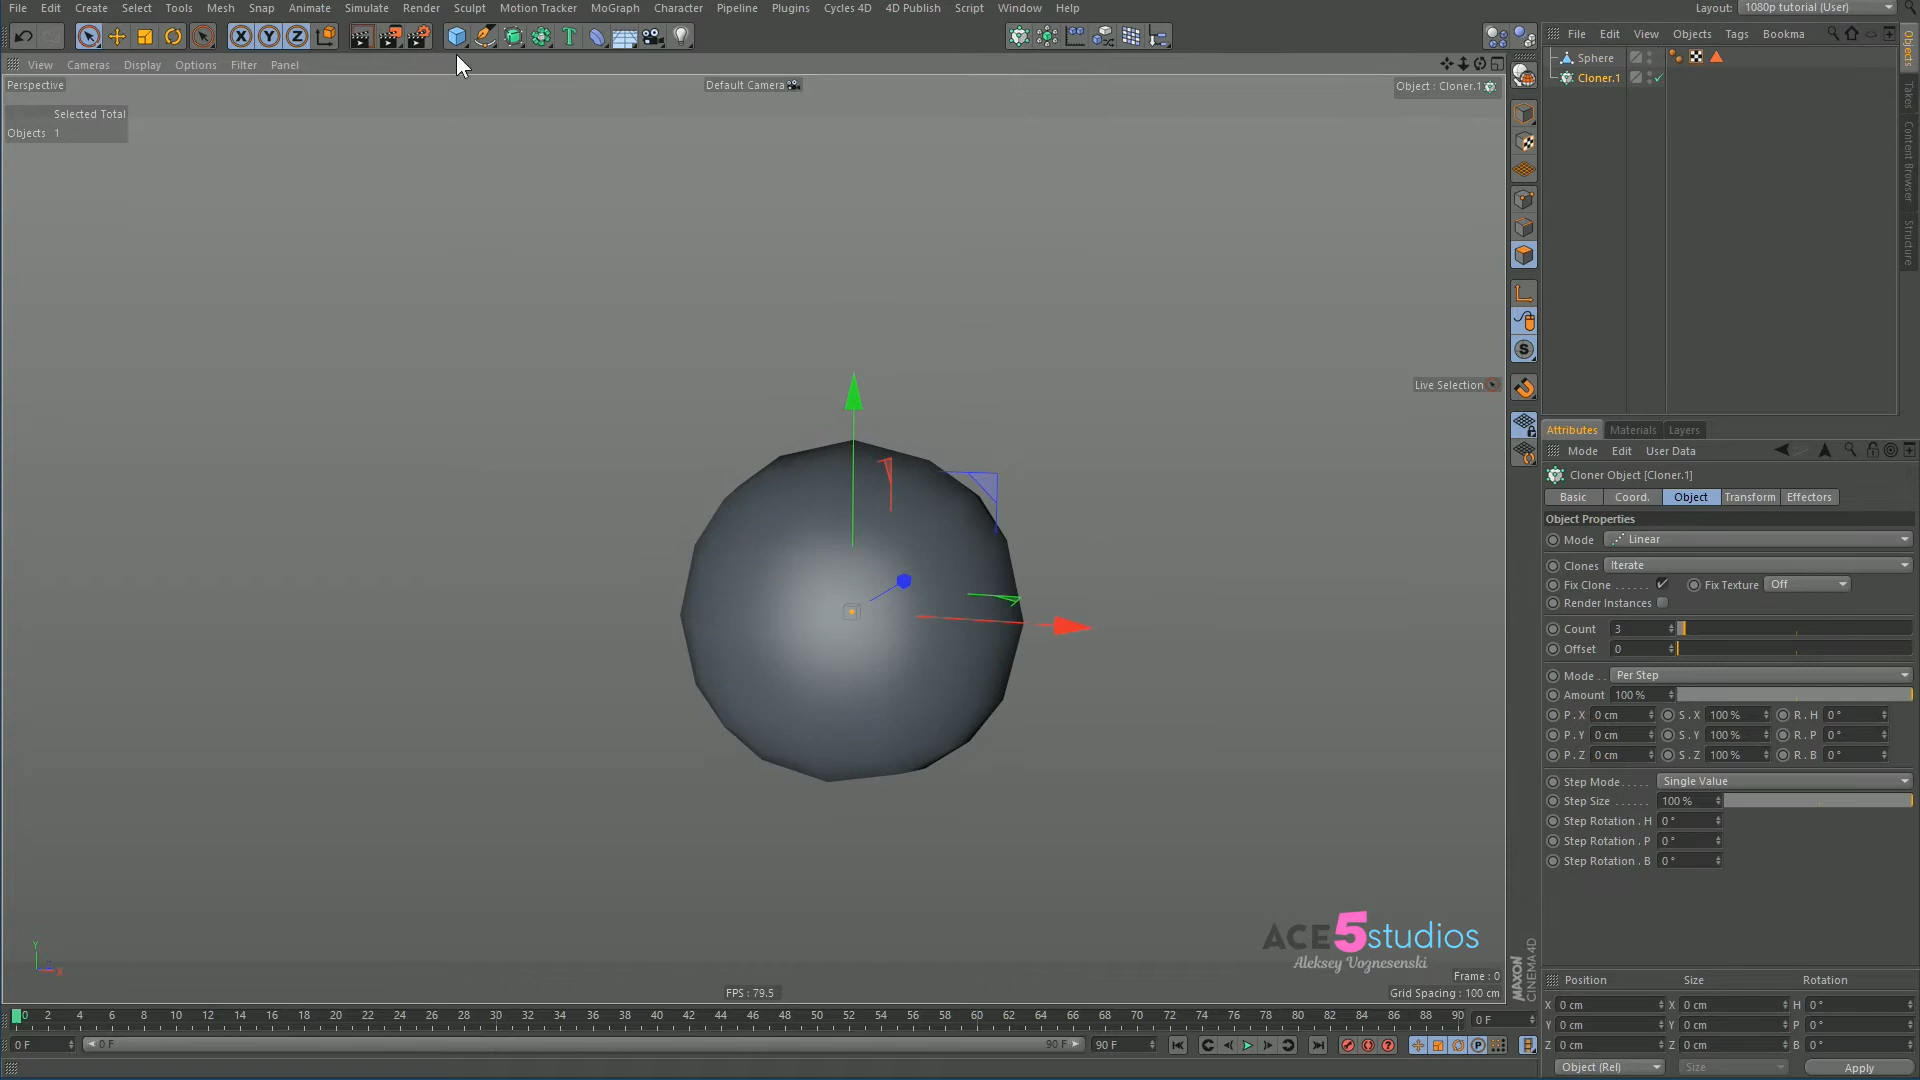 File Edit Create Select Tools Mesh Snap Animate Simulate Render Sculpt Motion Tracker MoGraph Character Pipeline Plugins Cycles 4D 4D Publish Script Window Help
Layout: 1080p tutorial (User)
X Y Z
File Edit View Objects Tags Bookma
View Cameras Display Options Filter Panel
Perspective
Default Camera
Object : Cloner.1
Selected Total
Objects 1
Sphere
Cloner.1
Objects
Takes
Content Browser
Structure
Live Selection
S
Attributes Materials Layers
Mode Edit User Data
Cloner Object [Cloner.1]
Basic Coord. Object Transform Effectors
Object Properties
Mode Linear
Clones Iterate
Fix Clone . . . . . . Fix Texture Off
Render Instances
Count 3
Offset 0
Mode . . Per Step
Amount 100 %
P . X 0 cm S . X 100 % R . H 0 °
P . Y 0 cm S . Y 100 % R . P 0 °
P . Z 0 cm S . Z 100 % R . B 0 °
Step Mode. . . . . Single Value
Step Size . . . . . . 100 %
Step Rotation . H 0 °
Step Rotation . P 0 °
Step Rotation . B 0 °
ACE5studios
Aleksey Voznesenski
Y
X
Frame : 0
FPS : 79.5
Grid Spacing : 100 cm
MAXON
CINEMA 4D
0 2 4 6 8 10 12 14 16 18 20 22 24 26 28 30 32 34 36 38 40 42 44 46 48 50 52 54 56 58 60 62 64 66 68 70 72 74 76 78 80 82 84 86 88 90 0 F
0 F 0 F 90 F 90 F
P
Position Size Rotation
X 0 cm X 0 cm H 0 °
Y 0 cm Y 0 cm P 0 °
Z 0 cm Z 0 cm B 0 °
Object (Rel) Size Apply